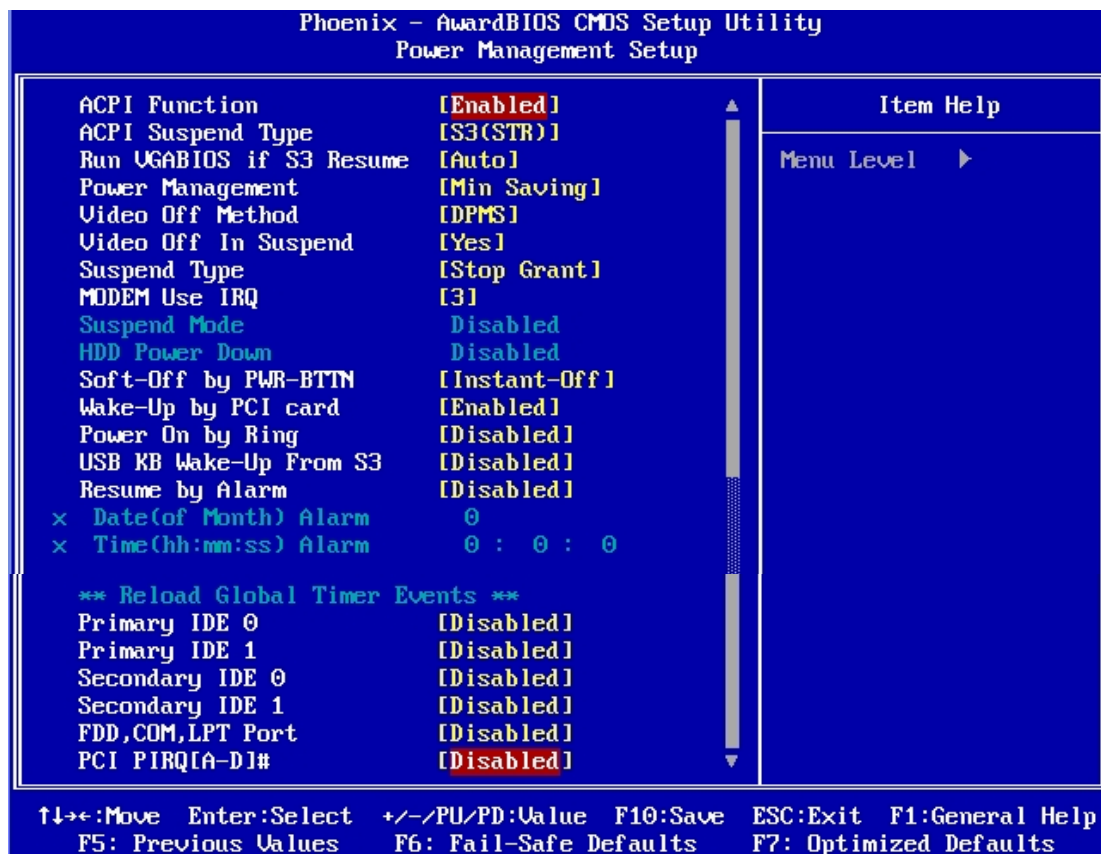 Phoenix - AwardBIOS CMOS Setup Utility
Power Management Setup
ACPI Function [Enabled]
ACPI Suspend Type [S3(STR)]
Run VGABIOS if S3 Resume [Auto]
Power Management [Min Saving]
Video Off Method [DPMS]
Video Off In Suspend [Yes]
Suspend Type [Stop Grant]
MODEM Use IRQ [3]
Suspend Mode Disabled
HDD Power Down Disabled
Soft-Off by PWR-BTTN [Instant-Off]
Wake-Up by PCI card [Enabled]
Power On by Ring [Disabled]
USB KB Wake-Up From S3 [Disabled]
Resume by Alarm [Disabled]
x Date(of Month) Alarm 0
x Time(hh:mm:ss) Alarm 0 : 0 : 0
** Reload Global Timer Events **
Primary IDE 0 [Disabled]
Primary IDE 1 [Disabled]
Secondary IDE 0 [Disabled]
Secondary IDE 1 [Disabled]
FDD,COM,LPT Port [Disabled]
PCI PIRQ[A-D]# [Disabled]
Item Help
Menu Level ▶
↑↓→←:Move Enter:Select +/-/PU/PD:Value F10:Save ESC:Exit F1:General Help
F5: Previous Values F6: Fail-Safe Defaults F7: Optimized Defaults